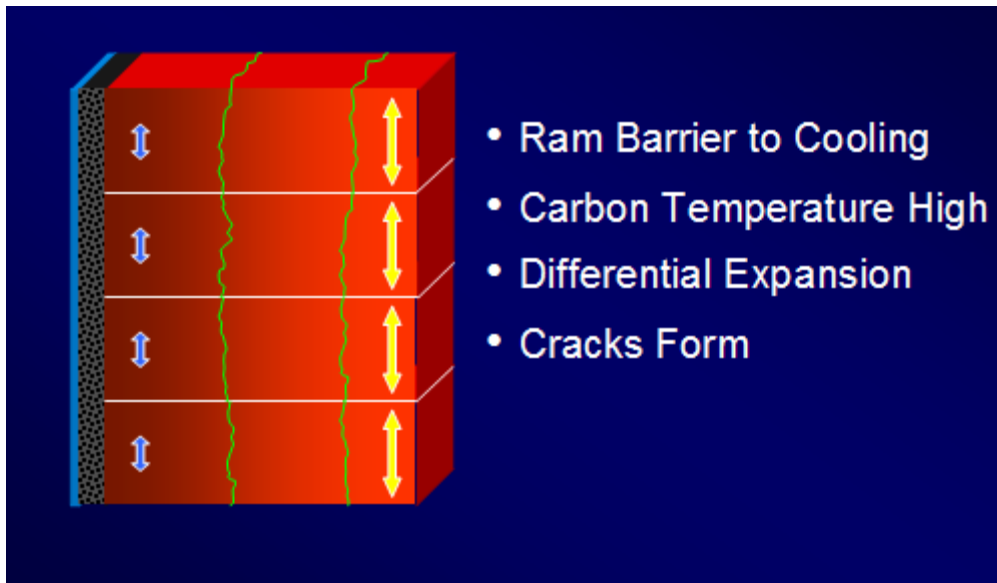 • Ram Barrier to Cooling
• Carbon Temperature High
• Differential Expansion
• Cracks Form